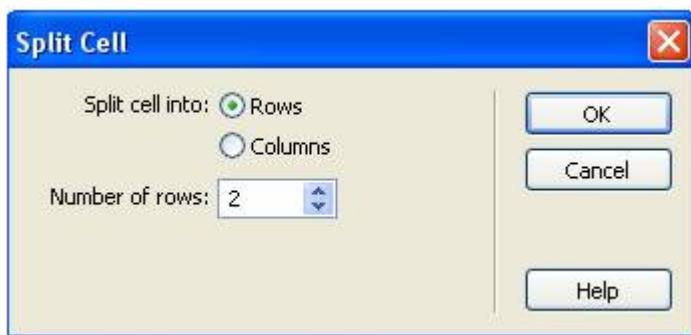 Split Cell
Split cell into: Rows
Columns
Number of rows: 2
OK
Cancel
Help